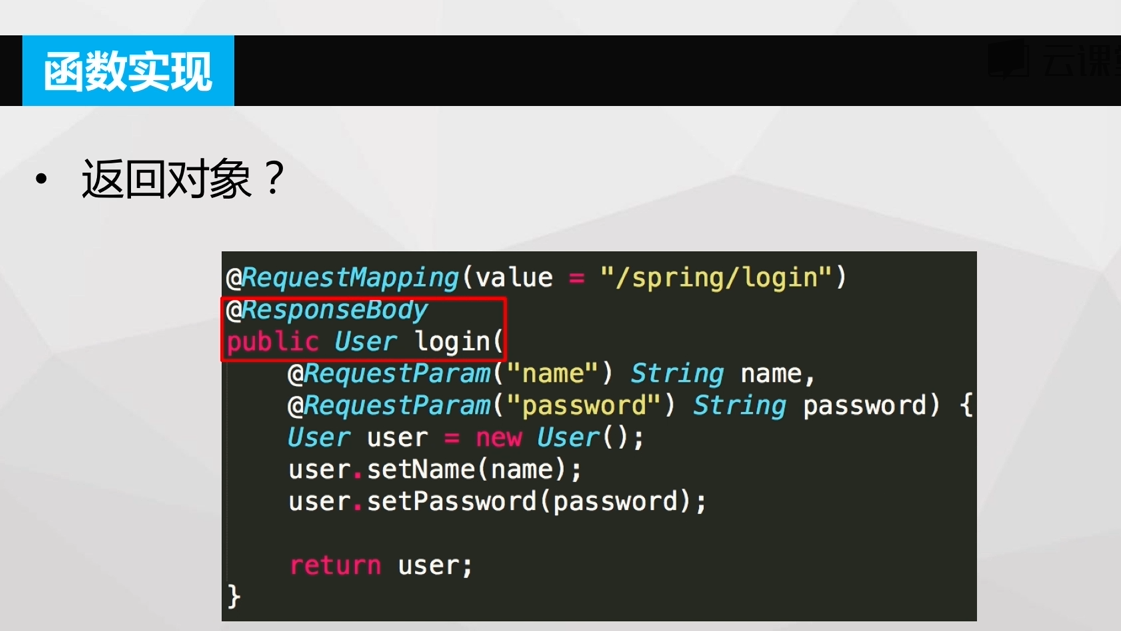 函数实现
云课
• 返回对象？
@RequestMapping(value = "/spring/login")
@ResponseBody
public User login(
@RequestParam("name") String name,
@RequestParam("password") String password) {
User user = new User();
user.setName(name);
user.setPassword(password);
return user;
}